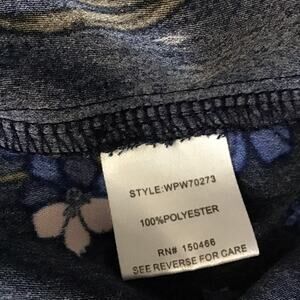 STYLE:WPW70273
100%POLYESTER
RN# 150466
SEE REVERSE FOR CARE